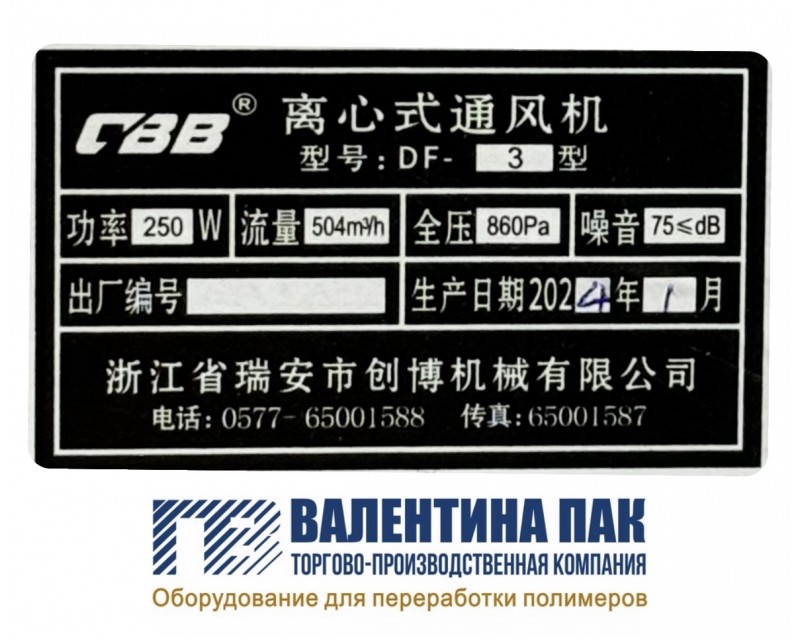 CBB® 离心式通风机
型号：DF- 3 型
功率 250 W 流量 504m³/h 全压 860Pa 噪音 75≤dB
出厂编号 生产日期2024年1月
浙江省瑞安市创博机械有限公司
电话：0577-65001588 传真：65001587
ВАЛЕНТИНА ПАК
ТОРГОВО-ПРОИЗВОДСТВЕННАЯ КОМПАНИЯ
Оборудование для переработки полимеров